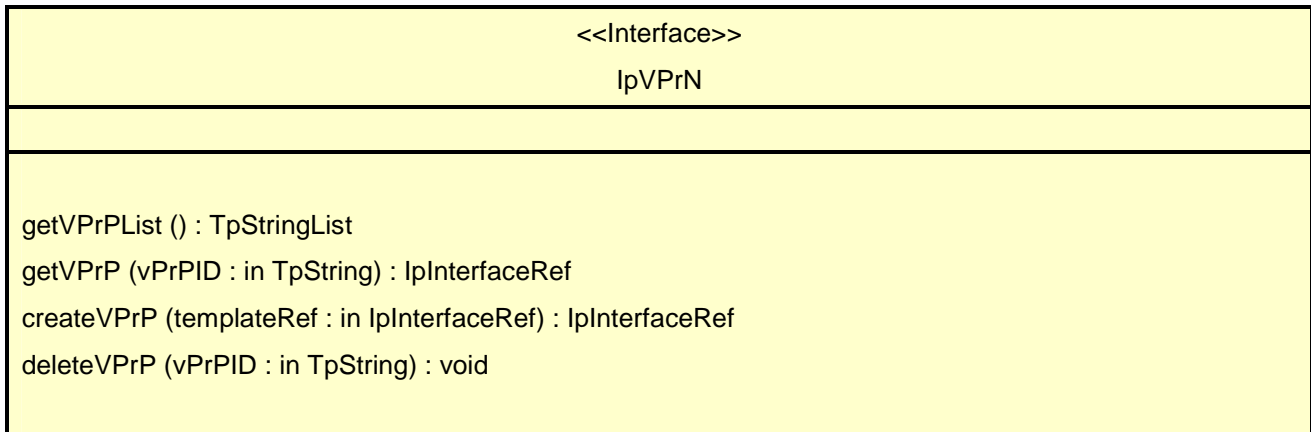 <<Interface>>
IpVPrN
getVPrPList () : TpStringList
getVPrP (vPrPID : in TpString) : IpInterfaceRef
createVPrP (templateRef : in IpInterfaceRef) : IpInterfaceRef
deleteVPrP (vPrPID : in TpString) : void